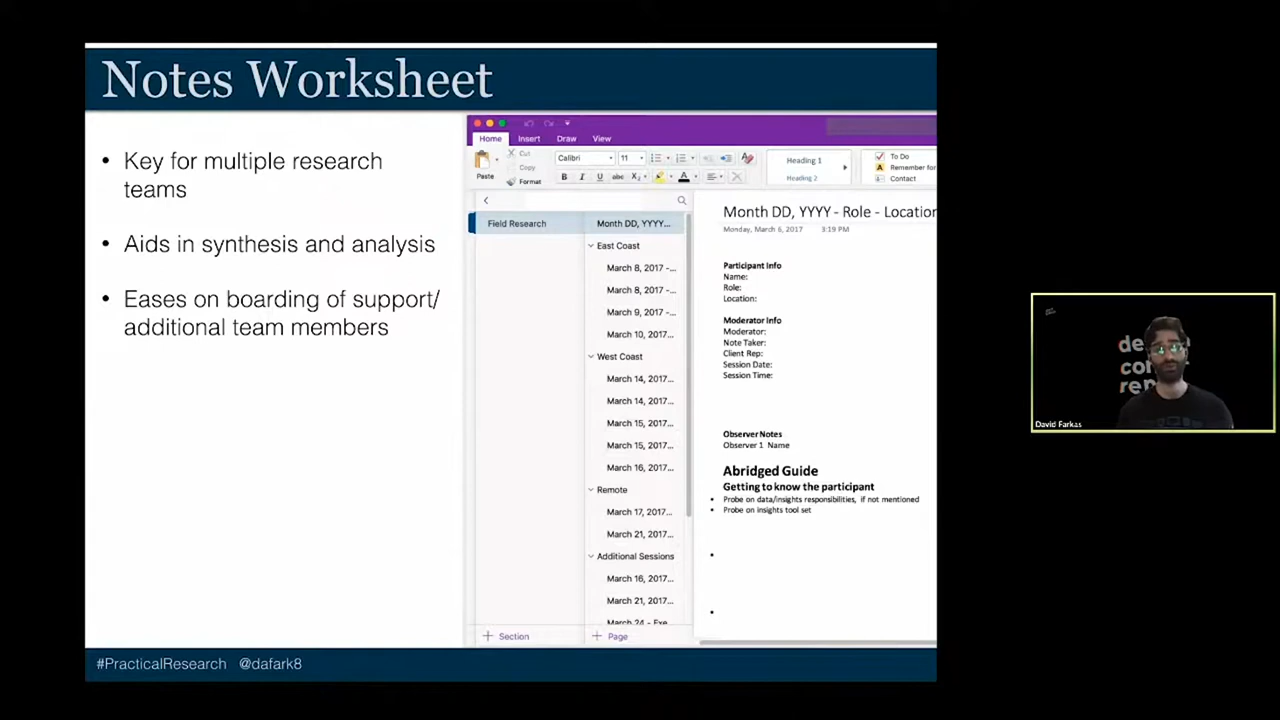 Notes Worksheet
• Key for multiple research
teams
• Aids in synthesis and analysis
• Eases on boarding of support/
additional team members
Home Insert Draw View
Paste
Cut
Copy
Format
Calibri 11
B I U abc X₂ A
Heading 1
Heading 2
To Do
Remember for
Contact
Field Research
Month DD, YYYY...
East Coast
March 8, 2017 -...
March 8, 2017 -...
March 9, 2017 -...
March 10, 2017...
West Coast
March 14, 2017...
March 14, 2017...
March 15, 2017...
March 15, 2017...
March 16, 2017...
Remote
March 17, 2017...
March 21, 2017...
Additional Sessions
March 16, 2017...
March 21, 2017...
March 24 - Exe
+ Section
+ Page
Month DD, YYYY - Role - Location
Monday, March 6, 2017 3:19 PM
Participant Info
Name:
Role:
Location:
Moderator Info
Moderator:
Note Taker:
Client Rep:
Session Date:
Session Time:
Observer Notes
Observer 1 Name
Abridged Guide
Getting to know the participant
• Probe on data/insights responsibilities, if not mentioned
• Probe on insights tool set
•
•
#PracticalResearch @dafark8
David Farkas